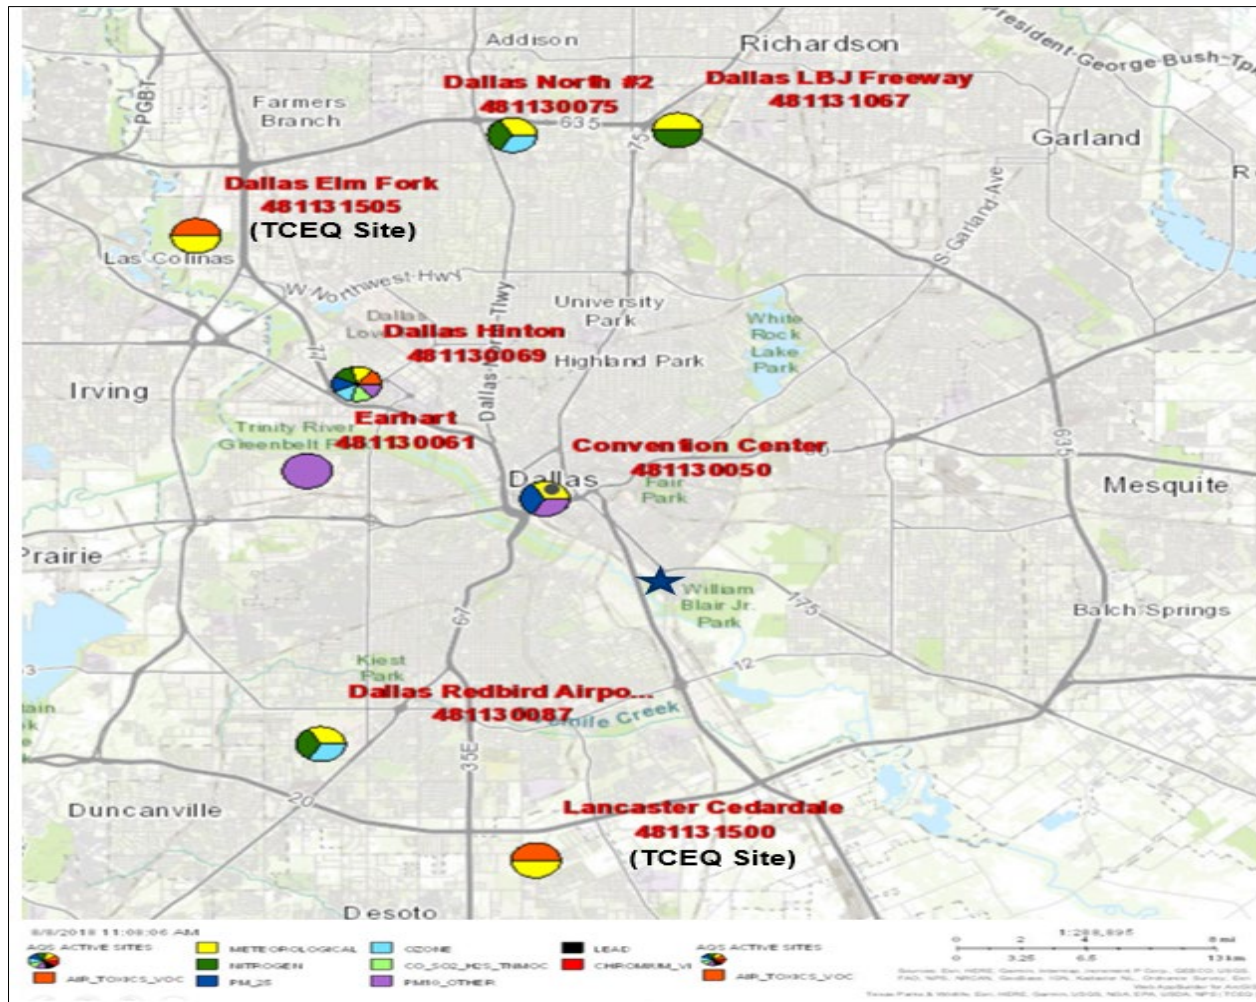 Addison
Richardson
President-George-Bush-Tpk
PGBT
Dallas North #2
481130075
Dallas LBJ Freeway
481131067
Farmers
Branch
635
75
Garland
Dallas Elm Fork
481131505
(TCEQ Site)
Las Colinas
S Garland Ave
W Northwest Hwy
University
Park
White
Rock
Lake
Park
Dallas
Dallas Hinton
481130069
Highland Park
Irving
Earhart
481130061
Trinity River
Greenbelt
Convention Center
481130050
635
Dallas
Fair
Park
Mesquite
Prairie
William
Blair Jr.
Park
175
Balch Springs
67
Kiest
Park
12
Dallas Redbird Airpo...
481130087
Creek
35E
Duncanville
20
Lancaster Cedardale
481131500
(TCEQ Site)
Desoto
8/8/2018 11:08:06 AM
AQS ACTIVE SITES
METEOROLOGICAL
OZONE
LEAD
AQS ACTIVE SITES
NITROGEN
CO_SO2_H2S_TNMOC
CHROMIUM_VI
AIR_TOXICS_VOC
PM_25
PM10_OTHER
AIR_TOXICS_VOC
1:288,895
0 2 4 8 mi
0 3.25 6.5 13 km